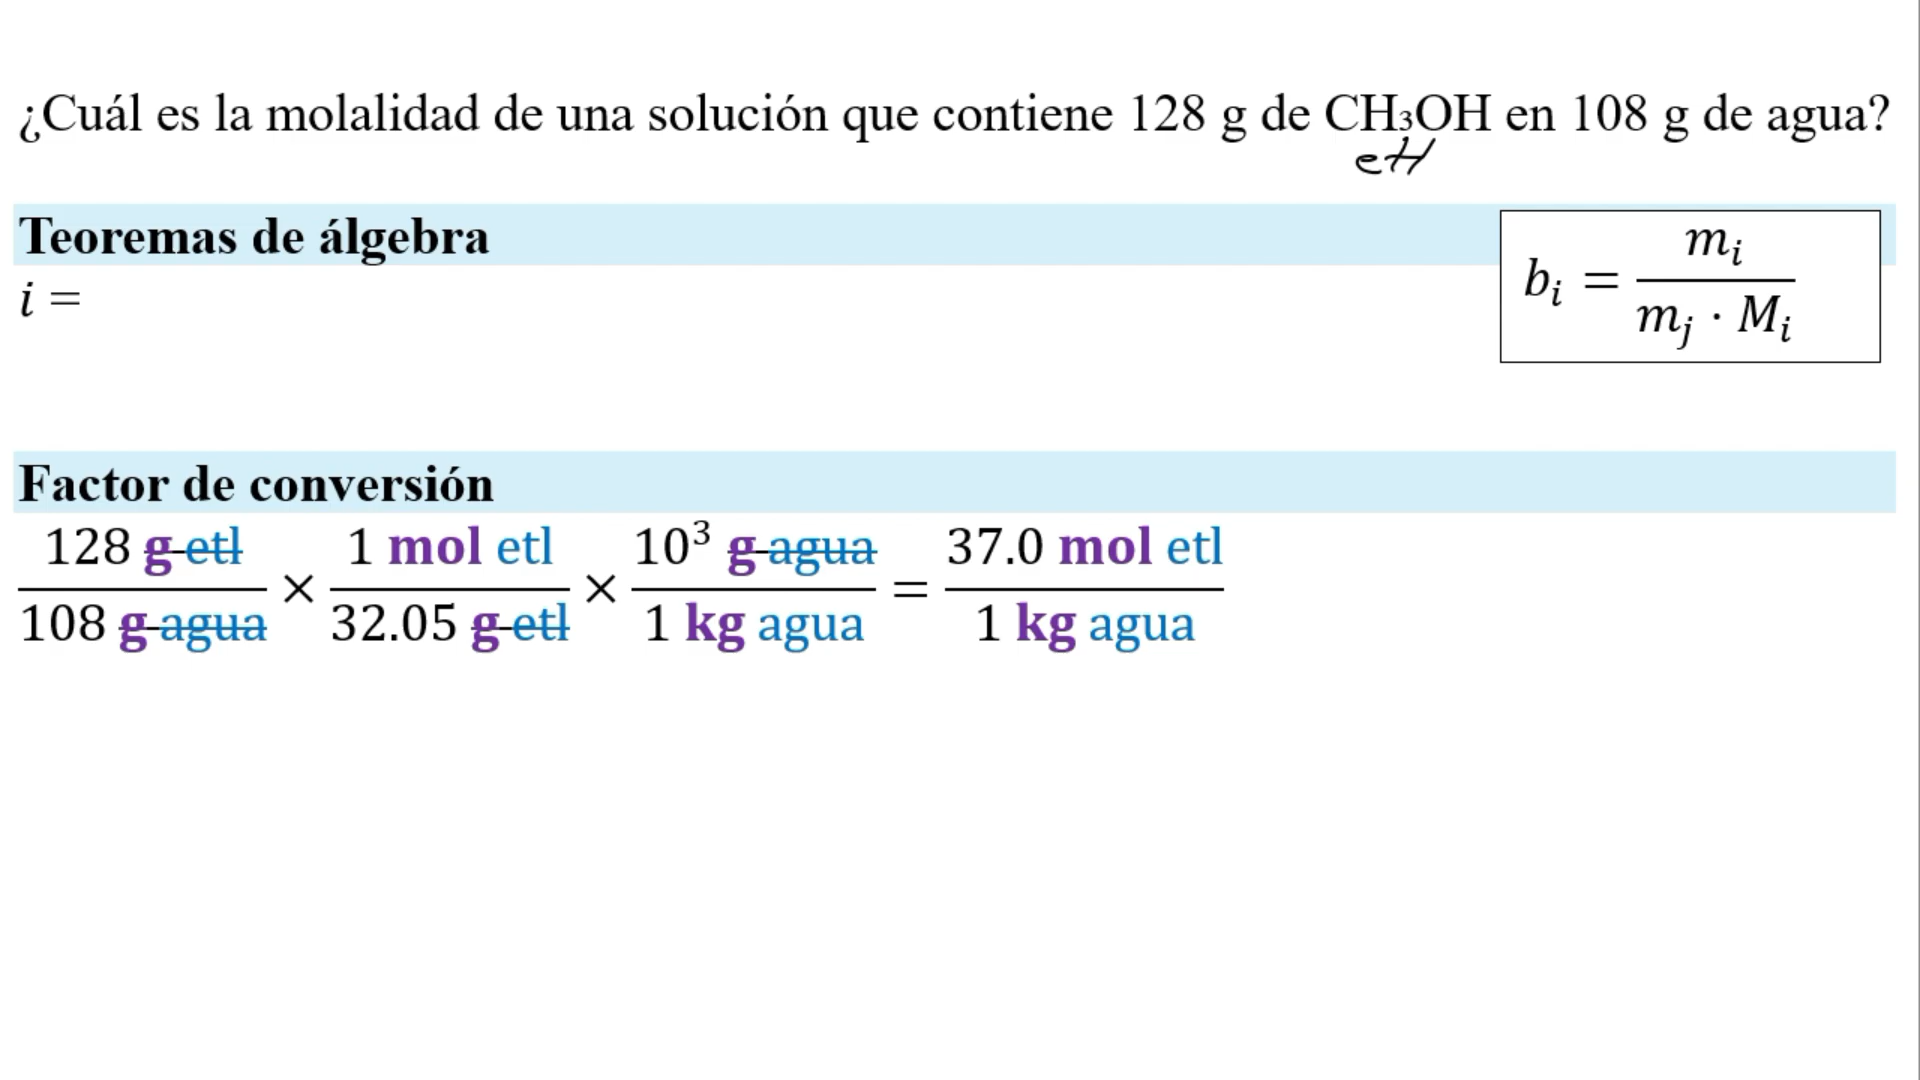 ¿Cuál es la molalidad de una solución que contiene 128 g de CH₃OH en 108 g de agua?
etl
Teoremas de álgebra
i =
bᵢ = mᵢ / (mⱼ · Mᵢ)
Factor de conversión
128 g etl / 108 g agua × 1 mol etl / 32.05 g etl × 10³ g agua / 1 kg agua = 37.0 mol etl / 1 kg agua